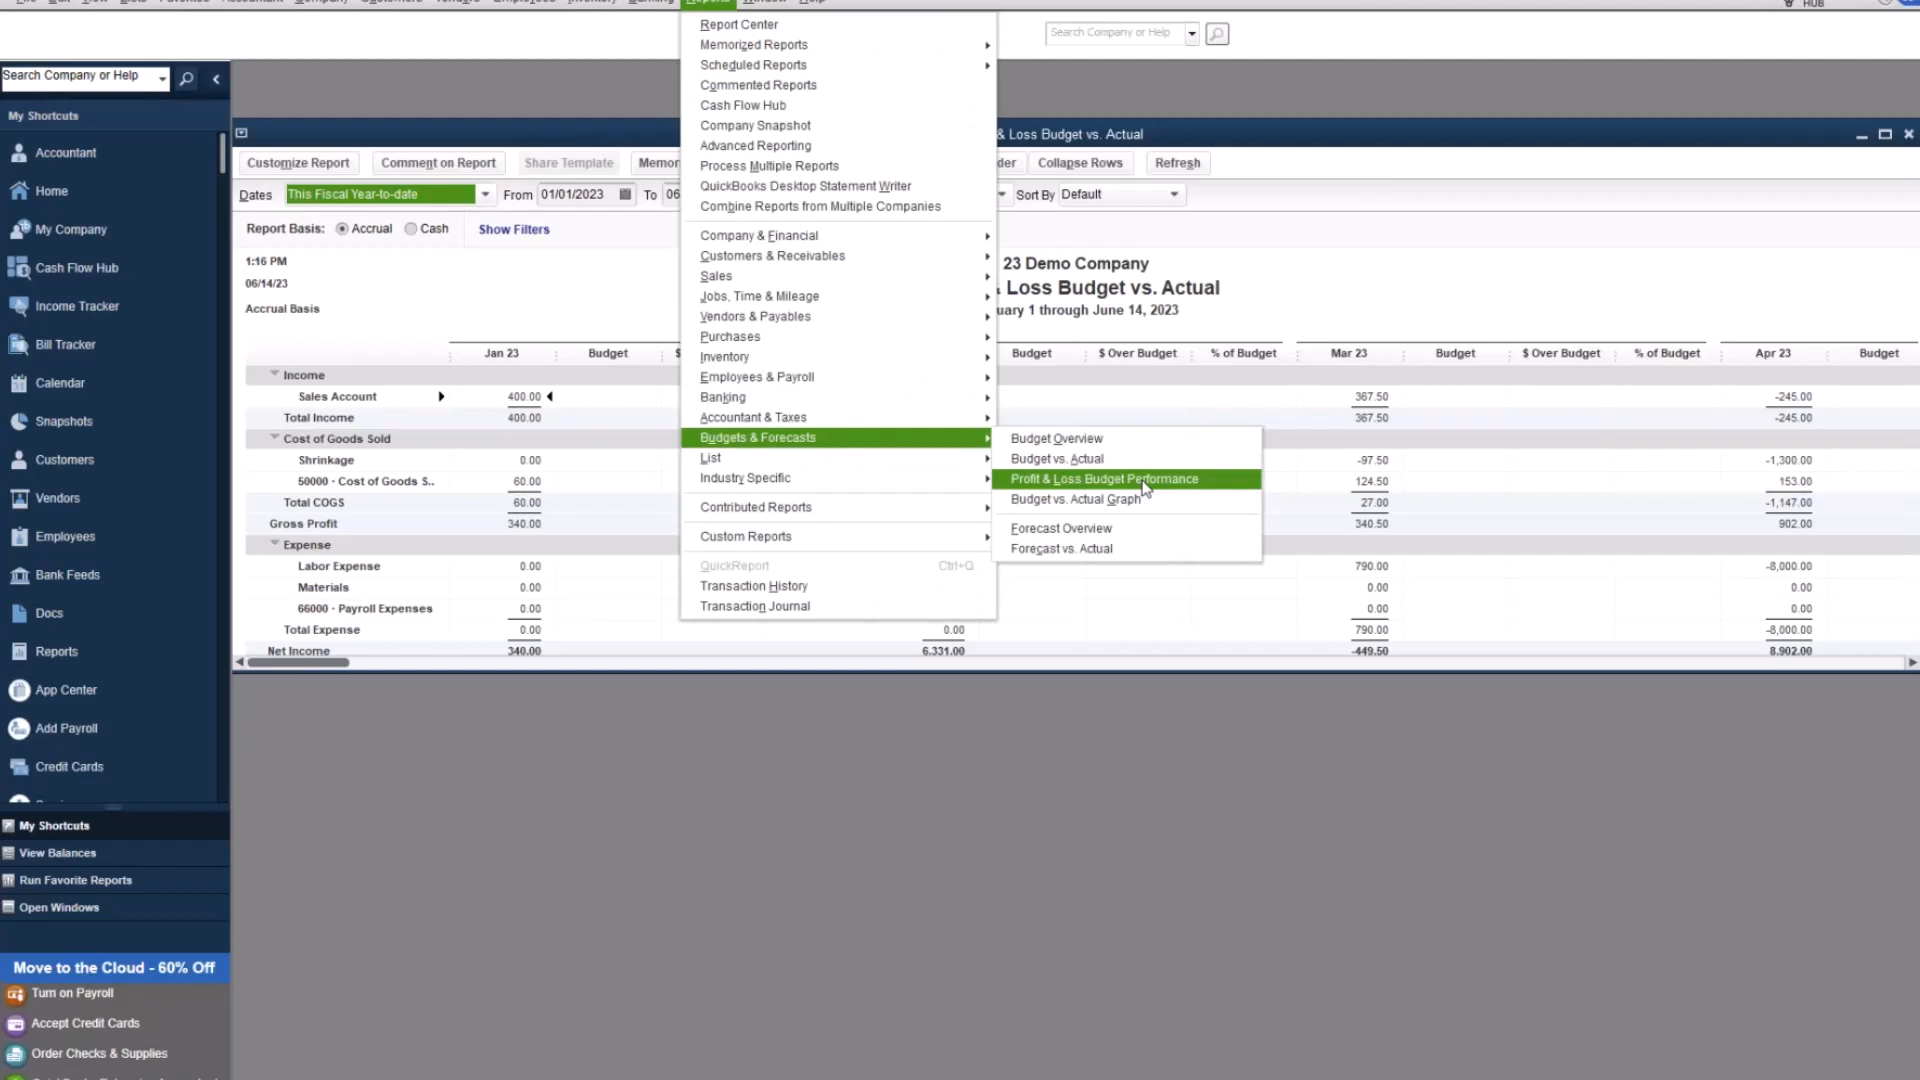 Reports
Window
Help
HUB
Report Center
Memorized Reports
Scheduled Reports
Commented Reports
Cash Flow Hub
Company Snapshot
Advanced Reporting
Process Multiple Reports
QuickBooks Desktop Statement Writer
Combine Reports from Multiple Companies
Company & Financial
Customers & Receivables
Sales
Jobs, Time & Mileage
Vendors & Payables
Purchases
Inventory
Employees & Payroll
Banking
Accountant & Taxes
Budgets & Forecasts
List
Industry Specific
Contributed Reports
Custom Reports
QuickReport Ctrl+Q
Transaction History
Transaction Journal
Budget Overview
Budget vs. Actual
Profit & Loss Budget Performance
Budget vs. Actual Graph
Forecast Overview
Forecast vs. Actual
Search Company or Help
Search Company or Help
My Shortcuts
Accountant
Home
My Company
Cash Flow Hub
Income Tracker
Bill Tracker
Calendar
Snapshots
Customers
Vendors
Employees
Bank Feeds
Docs
Reports
App Center
Add Payroll
Credit Cards
My Shortcuts
View Balances
Run Favorite Reports
Open Windows
Move to the Cloud - 60% Off
Turn on Payroll
Accept Credit Cards
Order Checks & Supplies
& Loss Budget vs. Actual
Customize Report Comment on Report Share Template Memor der Collapse Rows Refresh
Dates This Fiscal Year-to-date From 01/01/2023 To 06 Sort By Default
Report Basis: Accrual Cash Show Filters
1:16 PM
06/14/23
Accrual Basis
23 Demo Company
Loss Budget vs. Actual
uary 1 through June 14, 2023
Jan 23 Budget $ Budget $ Over Budget % of Budget Mar 23 Budget $ Over Budget % of Budget Apr 23 Budget
Income
Sales Account 400.00 367.50 -245.00
Total Income 400.00 367.50 -245.00
Cost of Goods Sold
Shrinkage 0.00 -97.50 -1,300.00
50000 · Cost of Goods S.. 60.00 124.50 153.00
Total COGS 60.00 27.00 -1,147.00
Gross Profit 340.00 340.50 902.00
Expense
Labor Expense 0.00 790.00 -8,000.00
Materials 0.00 0.00 0.00
66000 · Payroll Expenses 0.00 0.00 0.00
Total Expense 0.00 0.00 790.00 -8,000.00
Net Income 340.00 6,331.00 -449.50 8,902.00